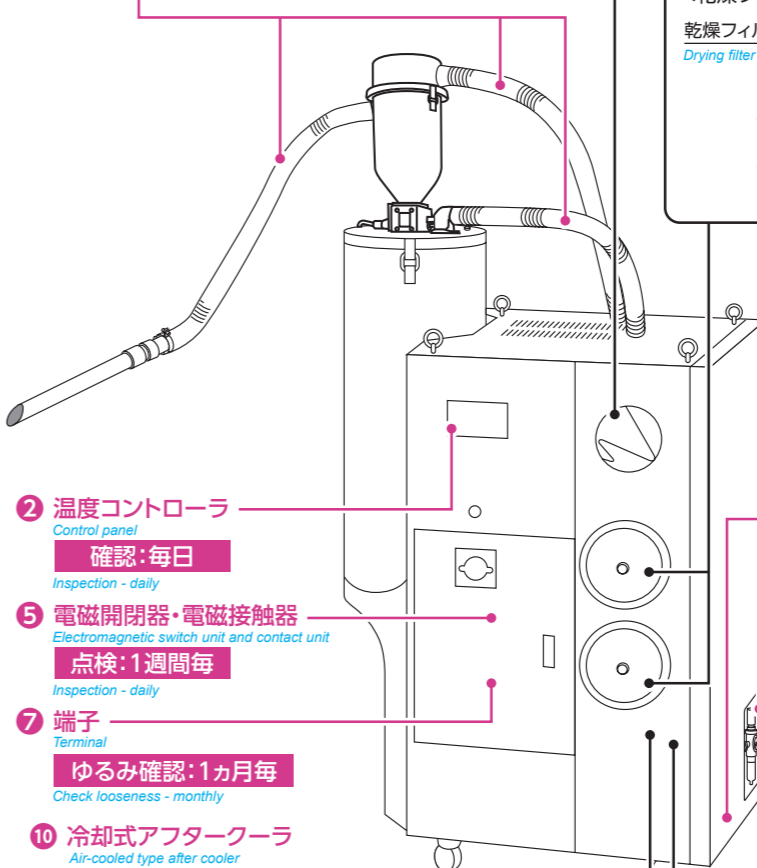 乾燥フィル
Drying filter
❷ 温度コントローラ
Control panel
確認：毎日
Inspection - daily
❺ 電磁開閉器・電磁接触器
Electromagnetic switch unit and contact unit
点検：1週間毎
Inspection - daily
❼ 端子
Terminal
ゆるみ確認：1ヵ月毎
Check looseness - monthly
❿ 冷却式アフタークーラ
Air-cooled type after cooler